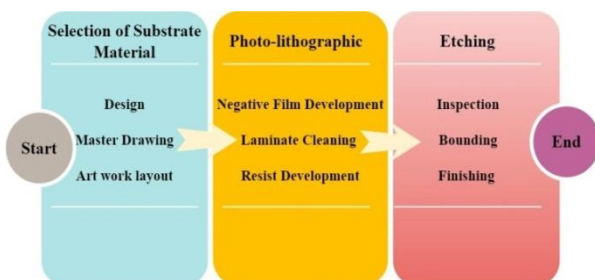 Start
Selection of Substrate
Material
Design
Master Drawing
Art work layout
Photo-lithographic
Negative Film Development
Laminate Cleaning
Resist Development
Etching
Inspection
Bounding
Finishing
End